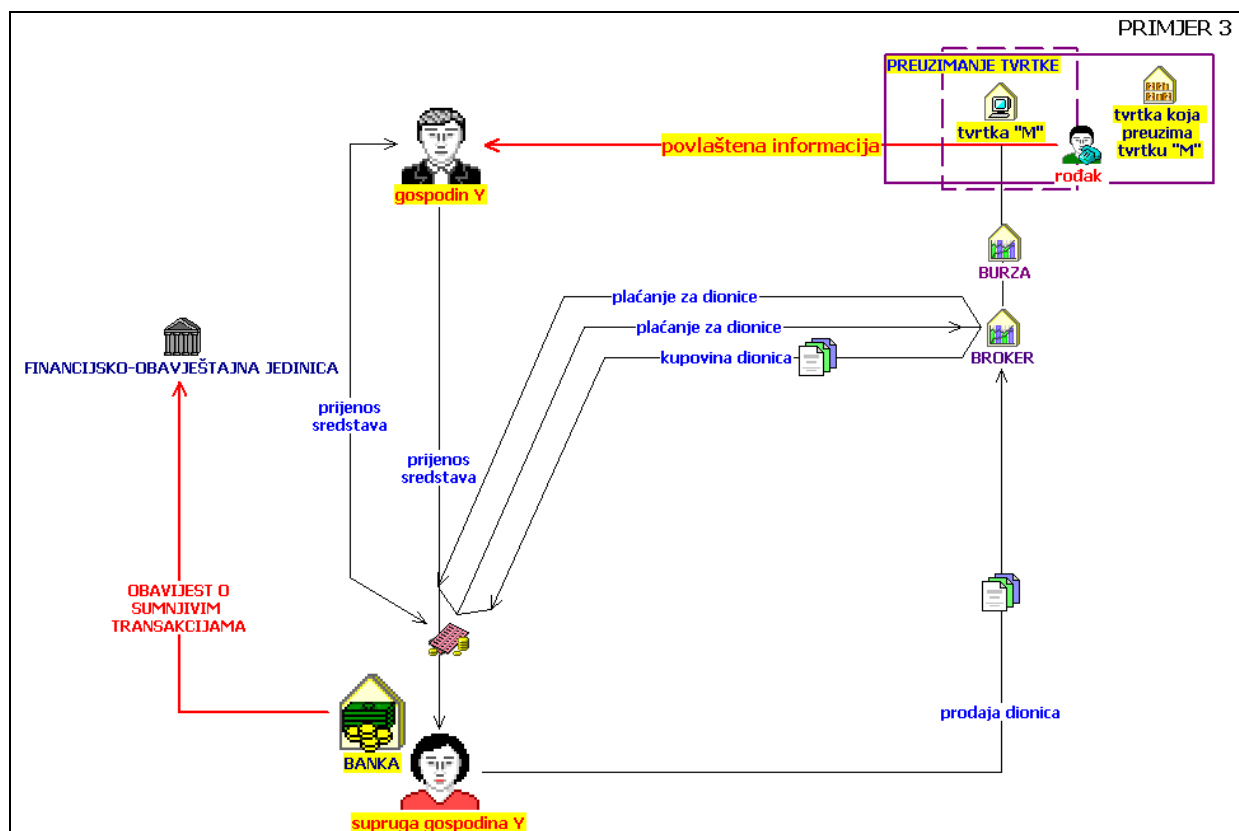 PRIMJER 3
PREUZIMANJE TVRTKE
tvrtka "M"
tvrtka koja
preuzima
tvrtku "M"
povlaštena informacija
rođak
gospodin Y
BURZA
plaćanje za dionice
plaćanje za dionice
kupovina dionica
BROKER
FINANCIJSKO-OBAVJEŠTAJNA JEDINICA
prijenos
sredstava
prijenos
sredstava
OBAVIJEST O
SUMNJIVIM
TRANSAKCIJAMA
prodaja dionica
BANKA
supruga gospodina Y